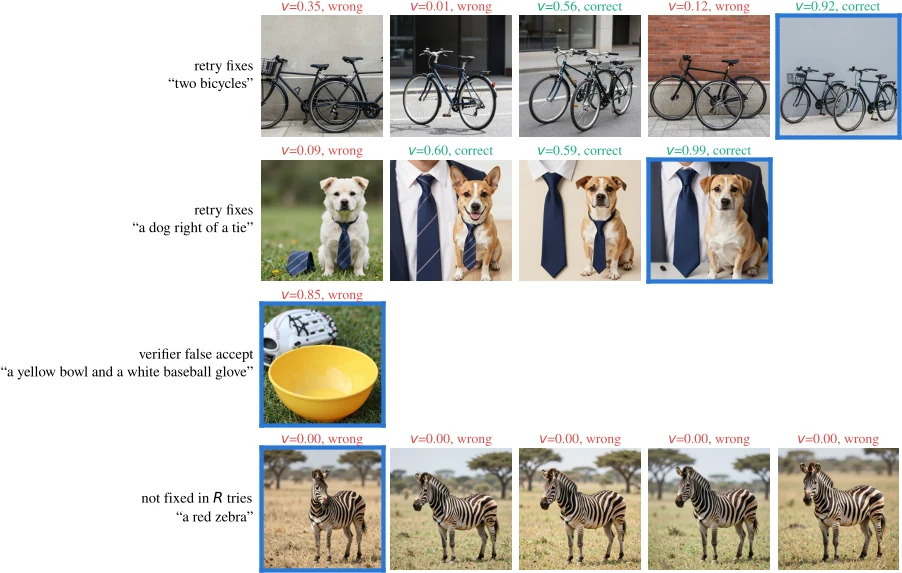 v=0.35, wrong v=0.01, wrong v=0.56, correct v=0.12, wrong v=0.92, correct
retry fixes
“two bicycles”
v=0.09, wrong v=0.60, correct v=0.59, correct v=0.99, correct
retry fixes
“a dog right of a tie”
v=0.85, wrong
verifier false accept
“a yellow bowl and a white baseball glove”
v=0.00, wrong v=0.00, wrong v=0.00, wrong v=0.00, wrong v=0.00, wrong
not fixed in R tries
“a red zebra”